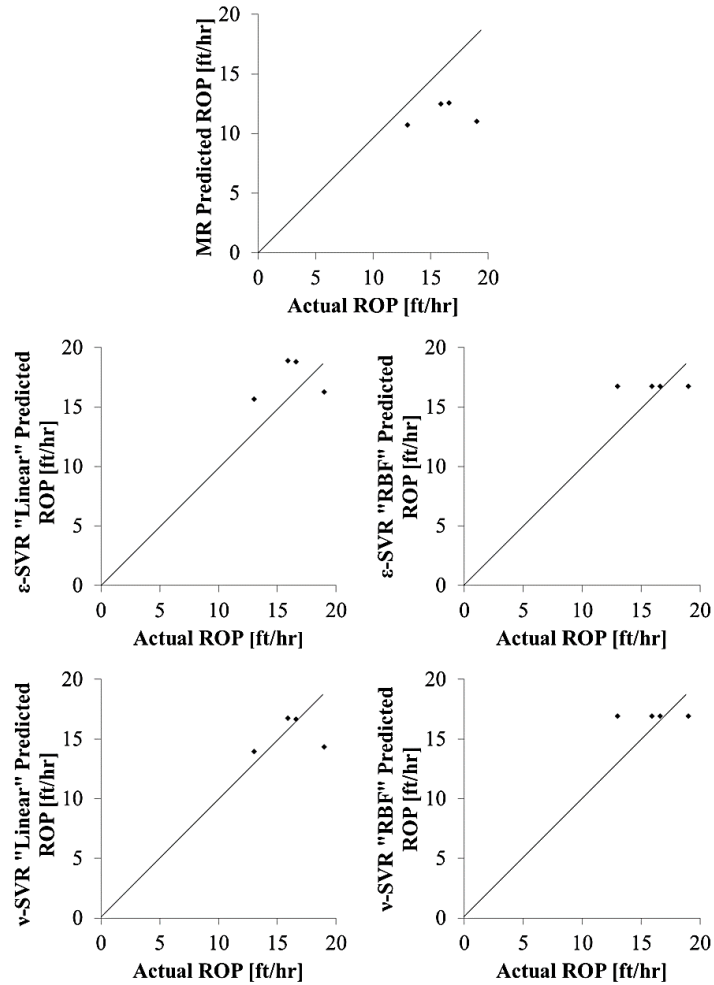 20
15
10
5
0
MR Predicted ROP [ft/hr]
0 5 10 15 20
Actual ROP [ft/hr]
20
15
10
5
0
ε-SVR "Linear" Predicted
ROP [ft/hr]
0 5 10 15 20
Actual ROP [ft/hr]
20
15
10
5
0
ε-SVR "RBF" Predicted
ROP [ft/hr]
0 5 10 15 20
Actual ROP [ft/hr]
20
15
10
5
0
ν-SVR "Linear" Predicted
ROP [ft/hr]
0 5 10 15 20
Actual ROP [ft/hr]
20
15
10
5
0
ν-SVR "RBF" Predicted
ROP [ft/hr]
0 5 10 15 20
Actual ROP [ft/hr]